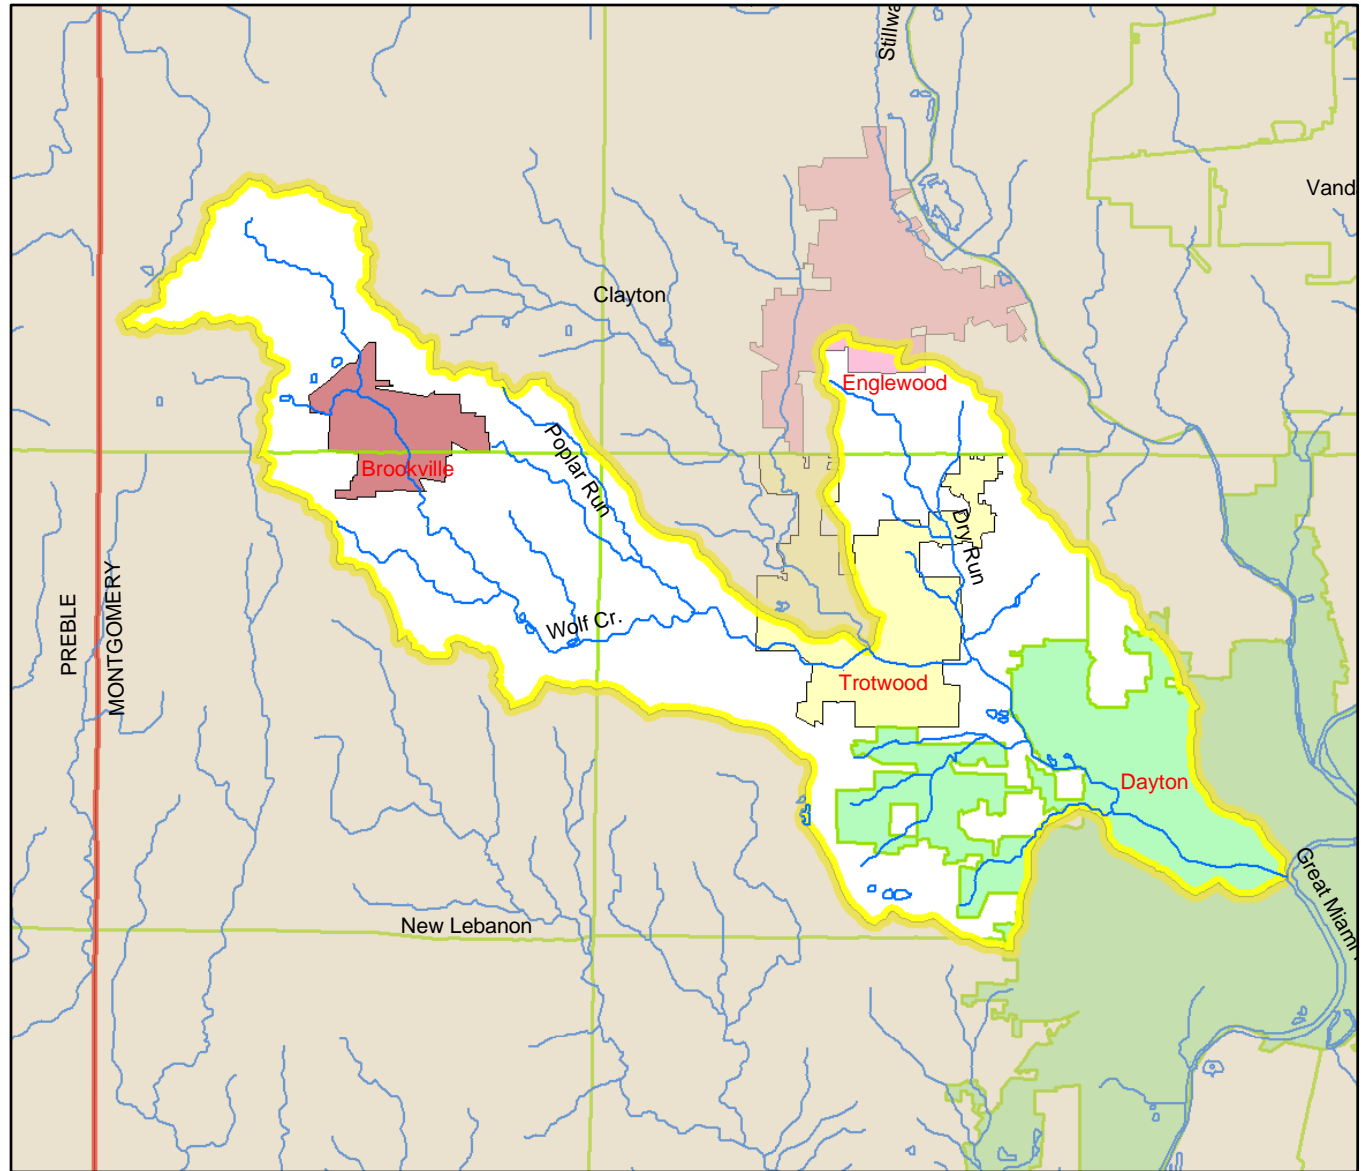 Stillwa
Vand
Clayton
Englewood
Poplar Run
Brookville
Dry Run
PREBLE
MONTGOMERY
Wolf Cr.
Trotwood
Dayton
Great Miami
New Lebanon